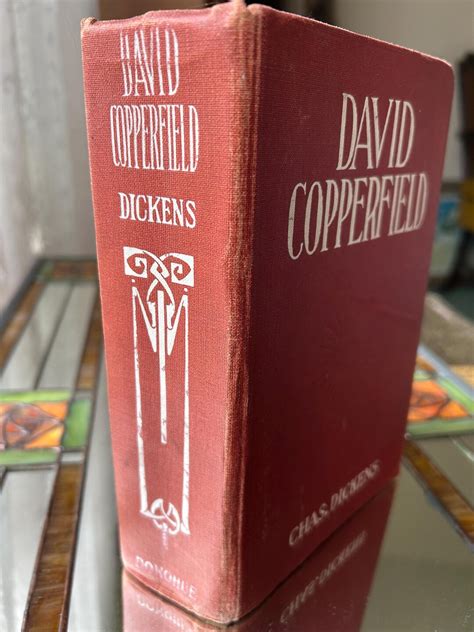 DAVID
COPPERFIELD
DICKENS
DONOHUE
DAVID
COPPERFIELD
CHAS. DICKENS